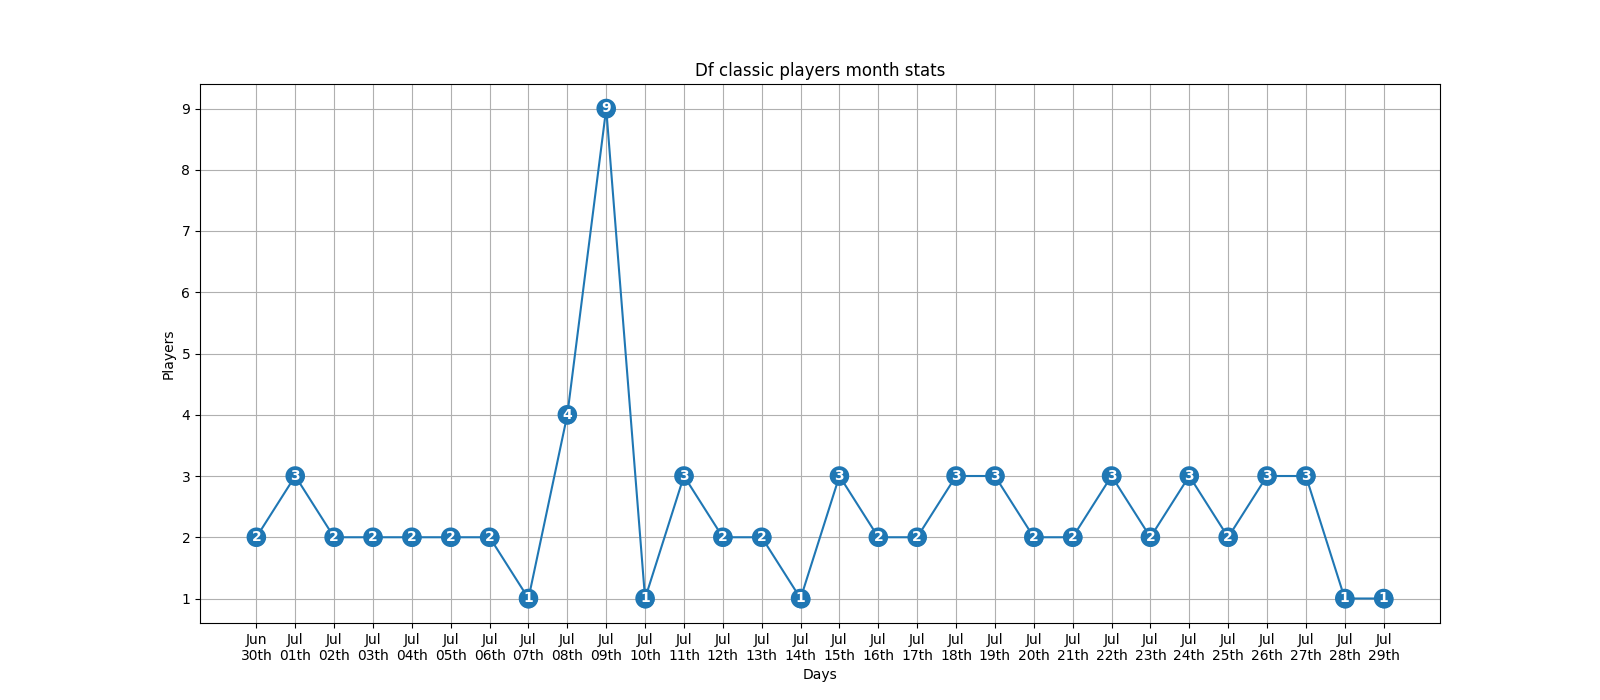 Df classic players month stats
9
8
7
6
5
4
3
2
1
Players
2 3 2 2 2 2 2 1 4 9 1 3 2 2 1 3 2 2 3 3 2 2 3 2 3 2 3 3 1 1
Jun Jul Jul Jul Jul Jul Jul Jul Jul Jul Jul Jul Jul Jul Jul Jul Jul Jul Jul Jul Jul Jul Jul Jul Jul Jul Jul Jul Jul Jul
30th 01th 02th 03th 04th 05th 06th 07th 08th 09th 10th 11th 12th 13th 14th 15th 16th 17th 18th 19th 20th 21th 22th 23th 24th 25th 26th 27th 28th 29th
Days